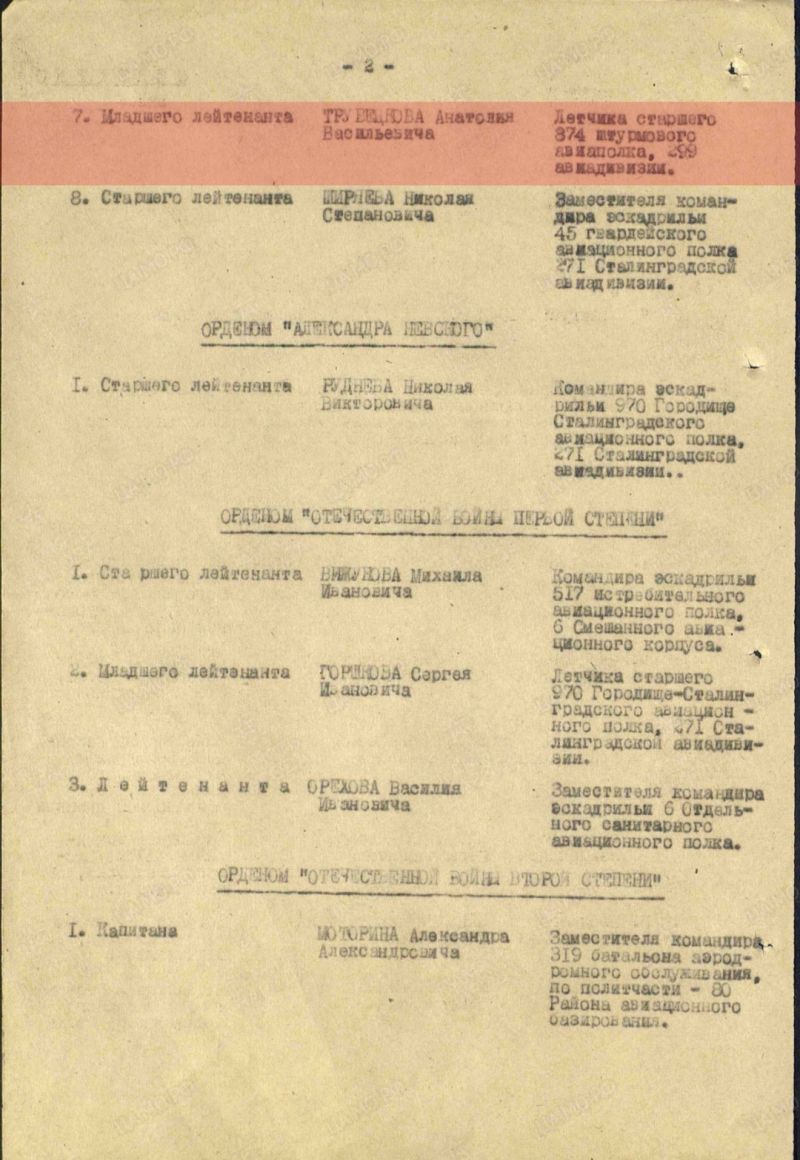 - 2 -
7. Младшего лейтенанта ТРУБЕЦКОВА Анатолия Васильевича Летчика старшего
874 штурмового
авиаполка, 299
авиадивизии.
8. Старшего лейтенанта Николая Степановича Заместителя коман-
дира эскадрильи
45 гвардейского
авиационного полка
271 Сталинградской
авиадивизии.
ОРДЕНОМ "АЛЕКСАНДРА НЕВСКОГО"
I. Старшего лейтенанта РУДНЕВА Николая Викторовича Командира эскад-
рильи 970 Городище
Сталинградского
авиационного полка,
271 Сталинградской
авиадивизии..
ОРДЕНОМ "ОТЕЧЕСТВЕННОЙ ВОЙНЫ ПЕРВОЙ СТЕПЕНИ"
I. Ста ршего лейтенанта Михаила Ивановича Командира эскадрильи
517 истребительного
авиационного полка,
6 Смешанного авиа -
ционного корпуса.
2. Младшего лейтенанта Сергея Ивановича Летчика старшего
970 Городище-Сталин-
градского авиацион -
ного полка, 271 Ста-
линградской авиадиви-
зии.
3. Л е й т е н а н т а ОРЕХОВА Василия Ивановича Заместителя командира
эскадрильи 6 Отдель-
ного санитарного
авиационного полка.
ОРДЕНОМ "ОТЕЧЕСТВЕННОЙ ВОЙНЫ ВТОРОЙ СТЕПЕНИ"
I. Капитана МОТОРИНА Александра Александровича Заместителя командира
319 батальона аэрод-
ромного обслуживания,
по политчасти - 80
Района авиационного
базирования.